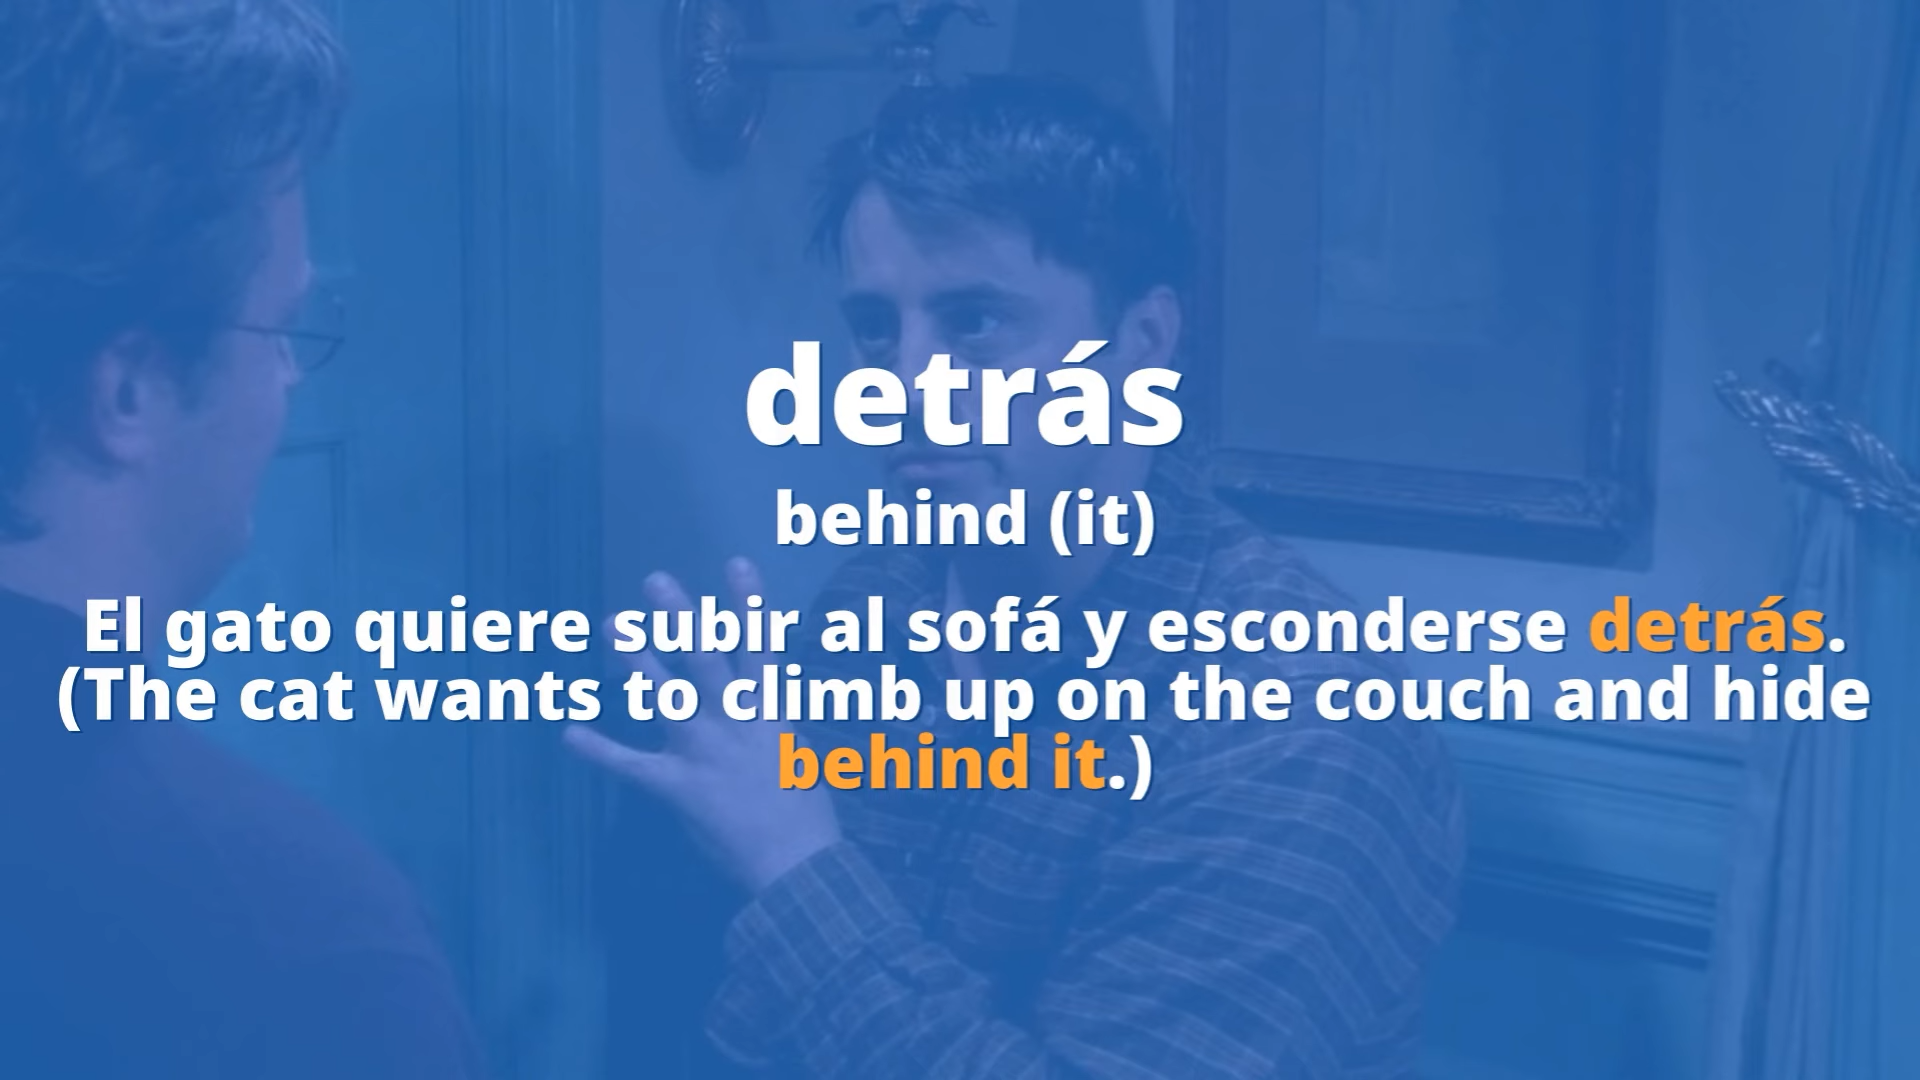 detrás
behind (it)
El gato quiere subir al sofá y esconderse detrás.
(The cat wants to climb up on the couch and hide
behind it.)